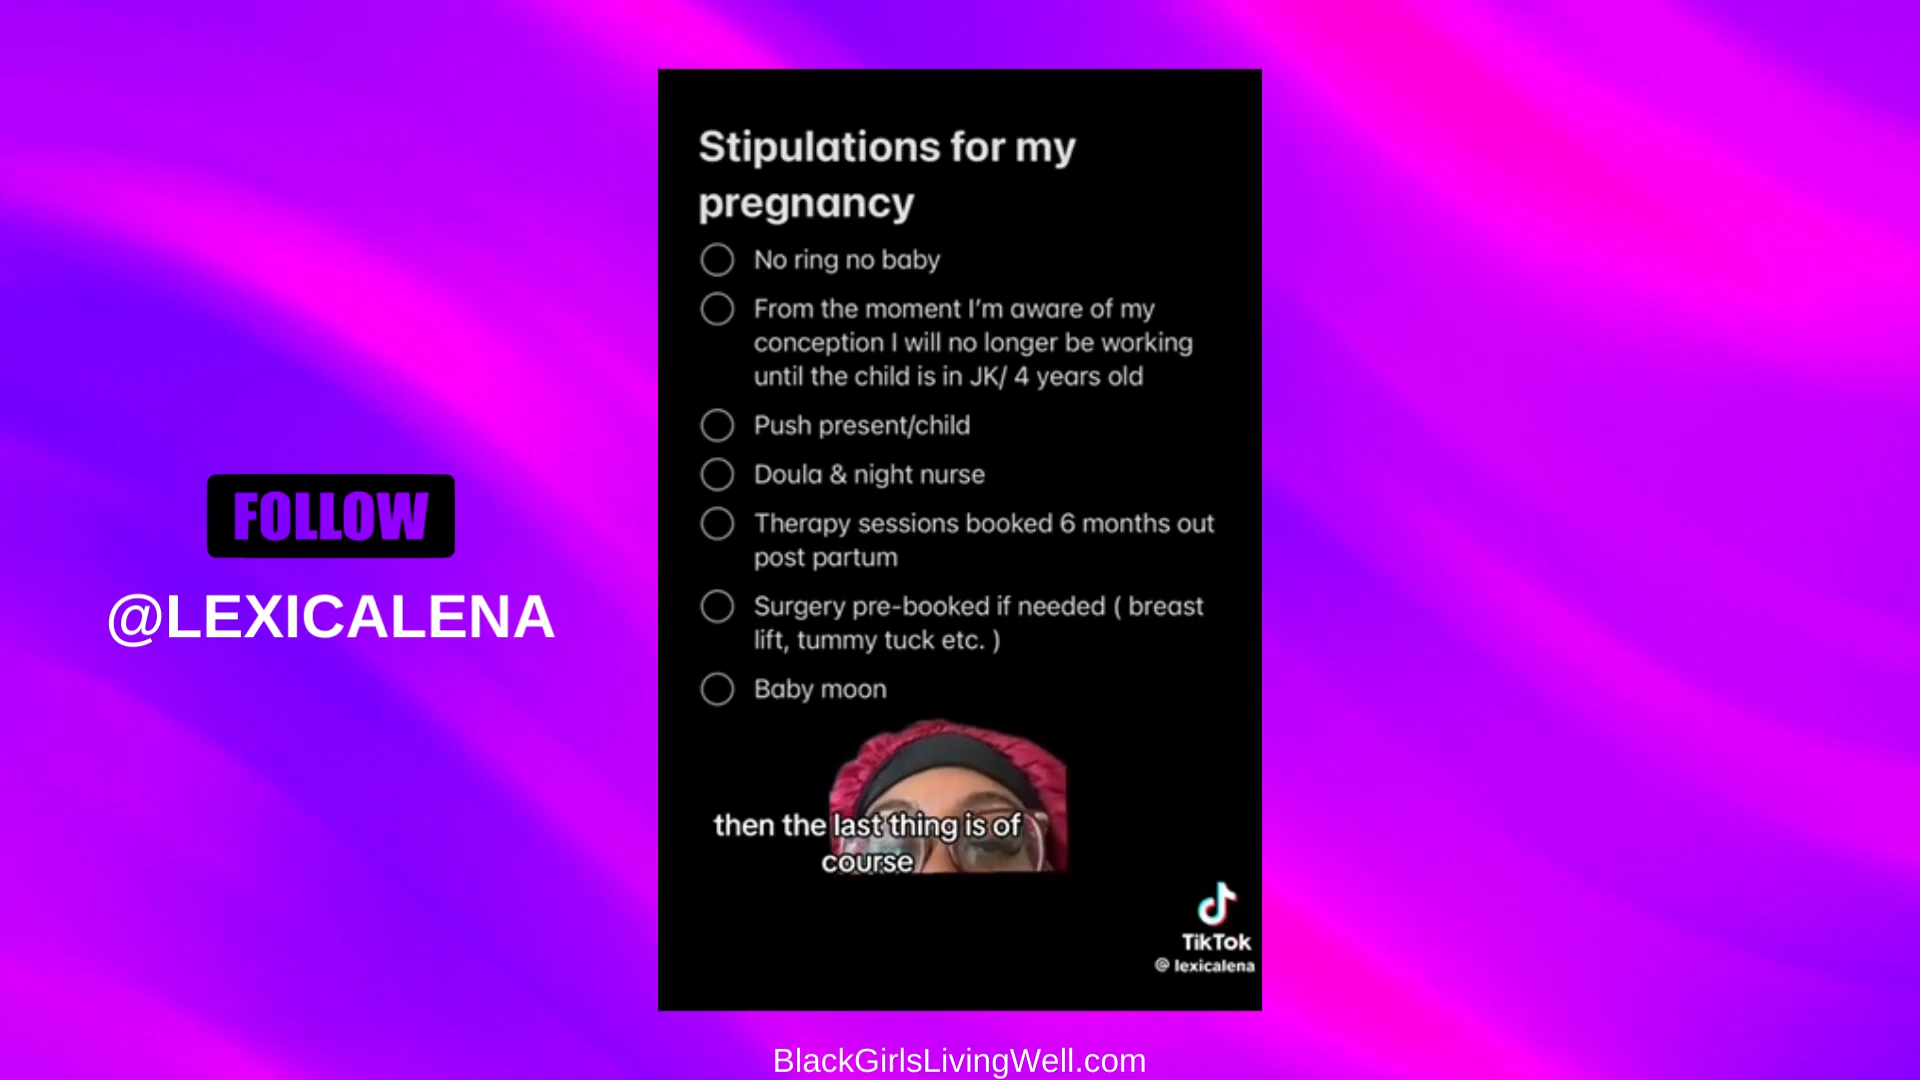 Stipulations for my
pregnancy
No ring no baby
From the moment I’m aware of my
conception I will no longer be working
until the child is in JK/ 4 years old
Push present/child
Doula & night nurse
Therapy sessions booked 6 months out
post partum
Surgery pre-booked if needed ( breast
lift, tummy tuck etc. )
Baby moon
then the last thing is of
course
TikTok
@ lexicalena
FOLLOW
@LEXICALENA
BlackGirlsLivingWell.com